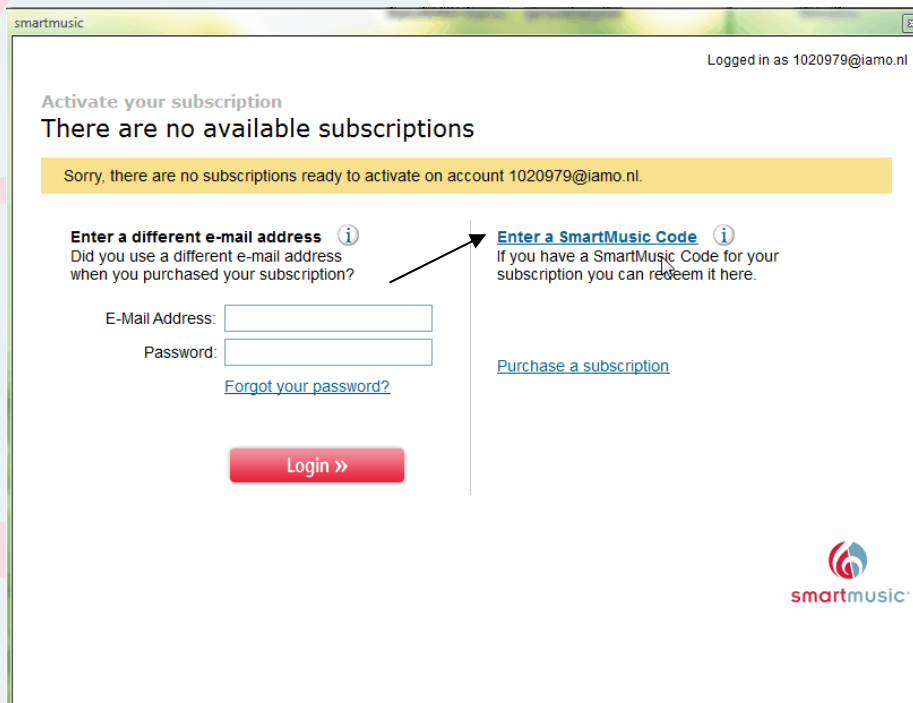 smartmusic
Logged in as 1020979@iamo.nl
Activate your subscription
There are no available subscriptions
Sorry, there are no subscriptions ready to activate on account 1020979@iamo.nl.
Enter a different e-mail address
Did you use a different e-mail address
when you purchased your subscription?
E-Mail Address:
Password:
Forgot your password?
Login »
Enter a SmartMusic Code
If you have a SmartMusic Code for your
subscription you can redeem it here.
Purchase a subscription
smartmusic